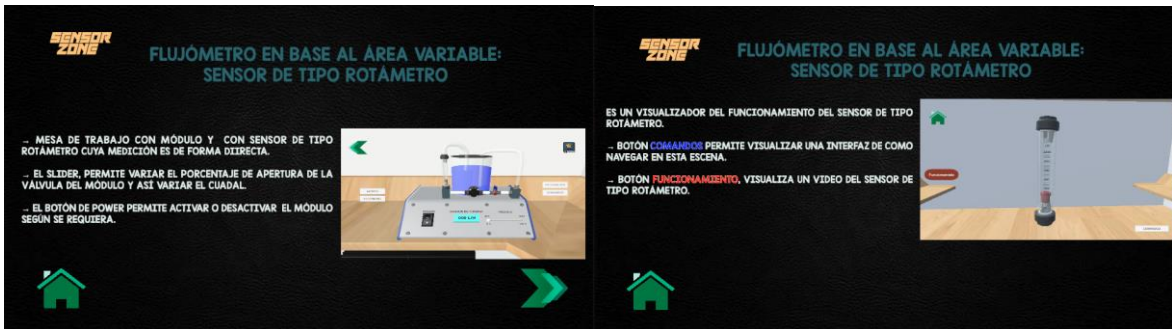 SENSOR
ZONE
FLUJÓMETRO EN BASE AL ÁREA VARIABLE:
SENSOR DE TIPO ROTÁMETRO
→ MESA DE TRABAJO CON MÓDULO Y CON SENSOR DE TIPO
ROTÁMETRO CUYA MEDICIÓN ES DE FORMA DIIRECTA.
→ EL SLIDER, PERMITE VARIAR EL PORCENTAJE DE APERTURA DE LA
VÁLVULA DEL MÓDULO Y ASÍ VARIAR EL CUADAL.
→ EL BOTÓN DE POWER PERMITE ACTIVAR O DESACTIVAR EL MÓDULO
SEGÚN SE REQUIERA.
SENSOR
ZONE
FLUJÓMETRO EN BASE AL ÁREA VARIABLE:
SENSOR DE TIPO ROTÁMETRO
ES UN VISUALIZADOR DEL FUNCIONAMIENTO DEL SENSOR DE TIPO
ROTÁMETRO.
→ BOTÓN COMANDOS PERMITE VISUALIZAR UNA INTERFAZ DE COMO
NAVEGAR EN ESTA ESCENA.
→ BOTÓN FUNCIONAMIENTO, VISUALIZA UN VIDEO DEL SENSOR DE
TIPO ROTÁMETRO.
Funcionamiento